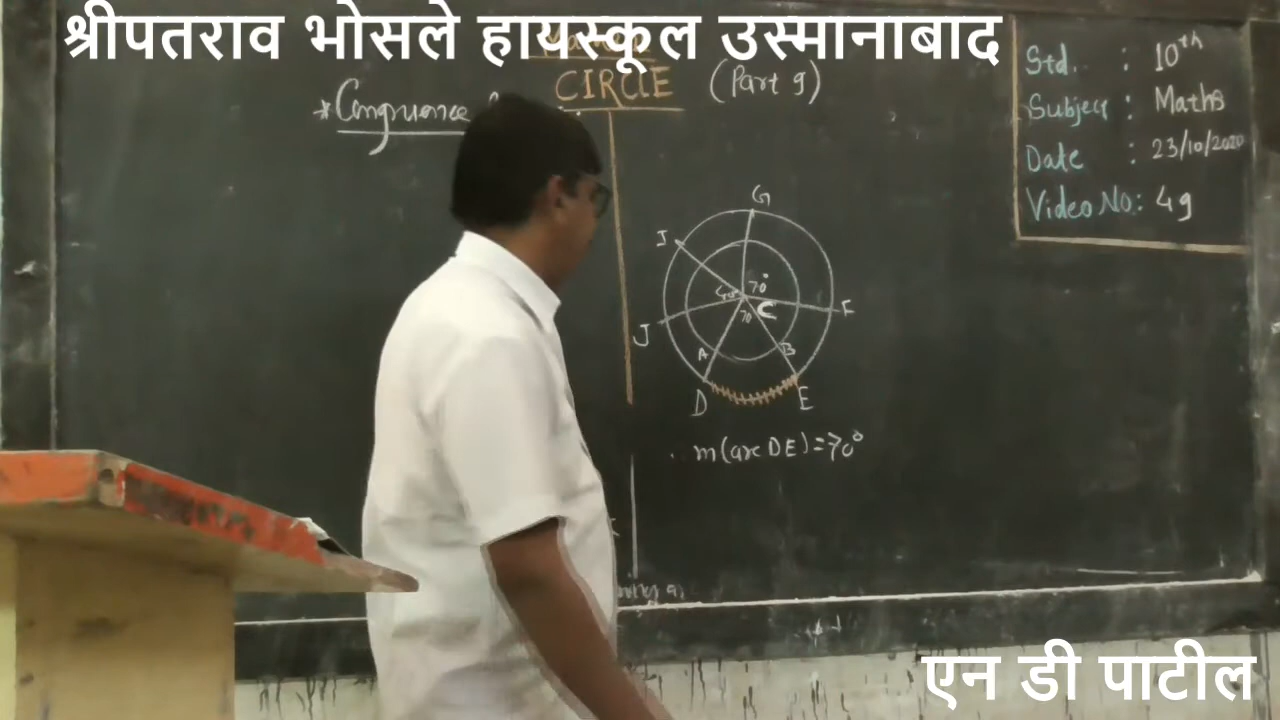 श्रीपतराव भोसले हायस्कूल उस्मानाबाद
CIRCLE (Part 9)
*Congruence
Std. : 10th
Subject : Maths
Date : 23/10/2020
Video No: 49
G
I
70°
40°
C
F
J
70
A
B
D
E
m(arc DE)=70°
एन डी पाटील